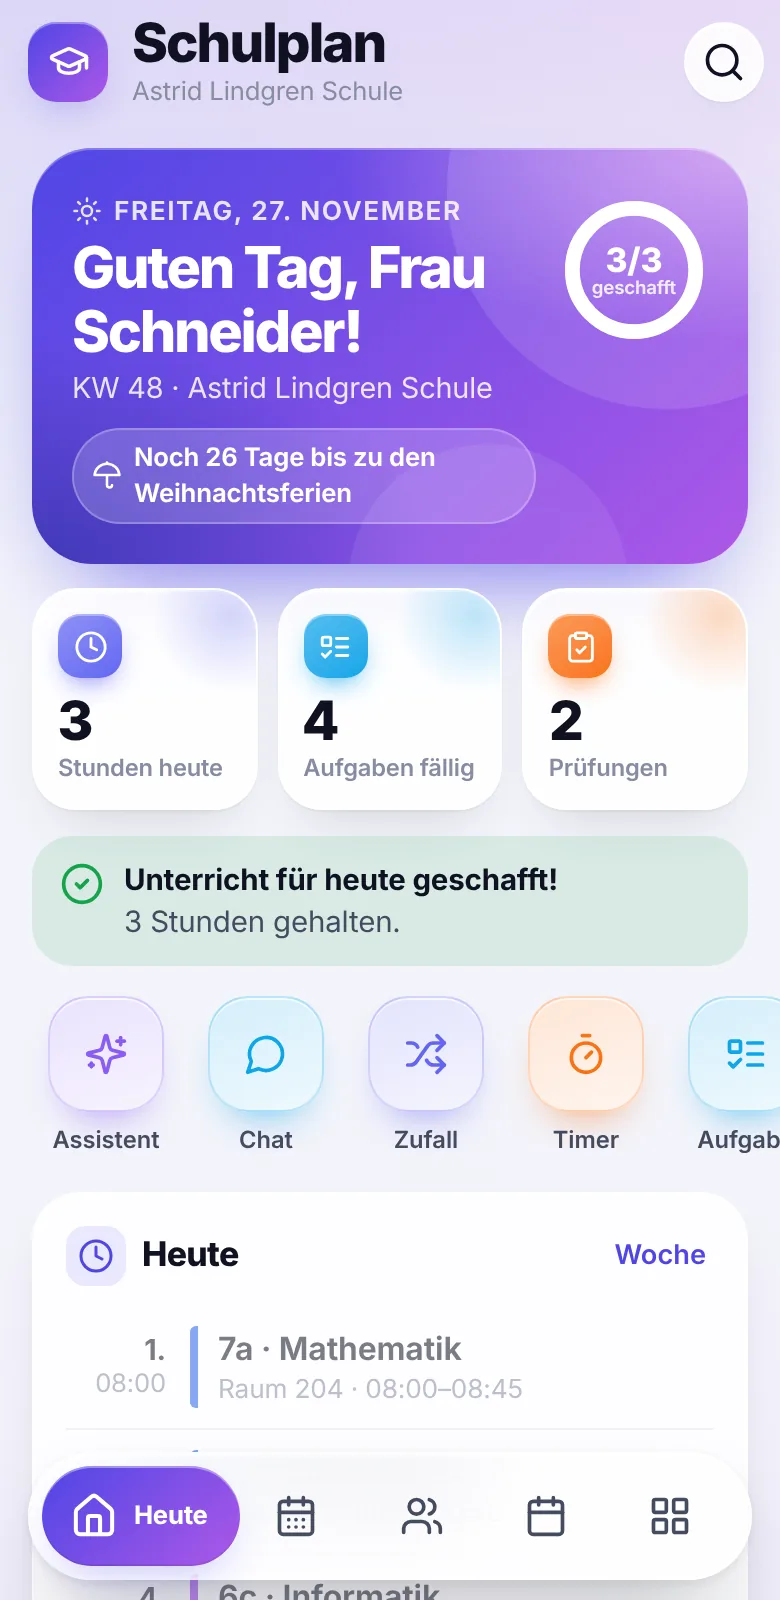 Schulplan
Astrid Lindgren Schule
FREITAG, 27. NOVEMBER
Guten Tag, Frau
Schneider!
KW 48 · Astrid Lindgren Schule
3/3
geschafft
Noch 26 Tage bis zu den
Weihnachtsferien
3
Stunden heute
4
Aufgaben fällig
2
Prüfungen
Unterricht für heute geschafft!
3 Stunden gehalten.
Assistent
Chat
Zufall
Timer
Aufgab
Heute
Woche
1.
08:00
7a · Mathematik
Raum 204 · 08:00–08:45
Heute
4
6c · Informatik